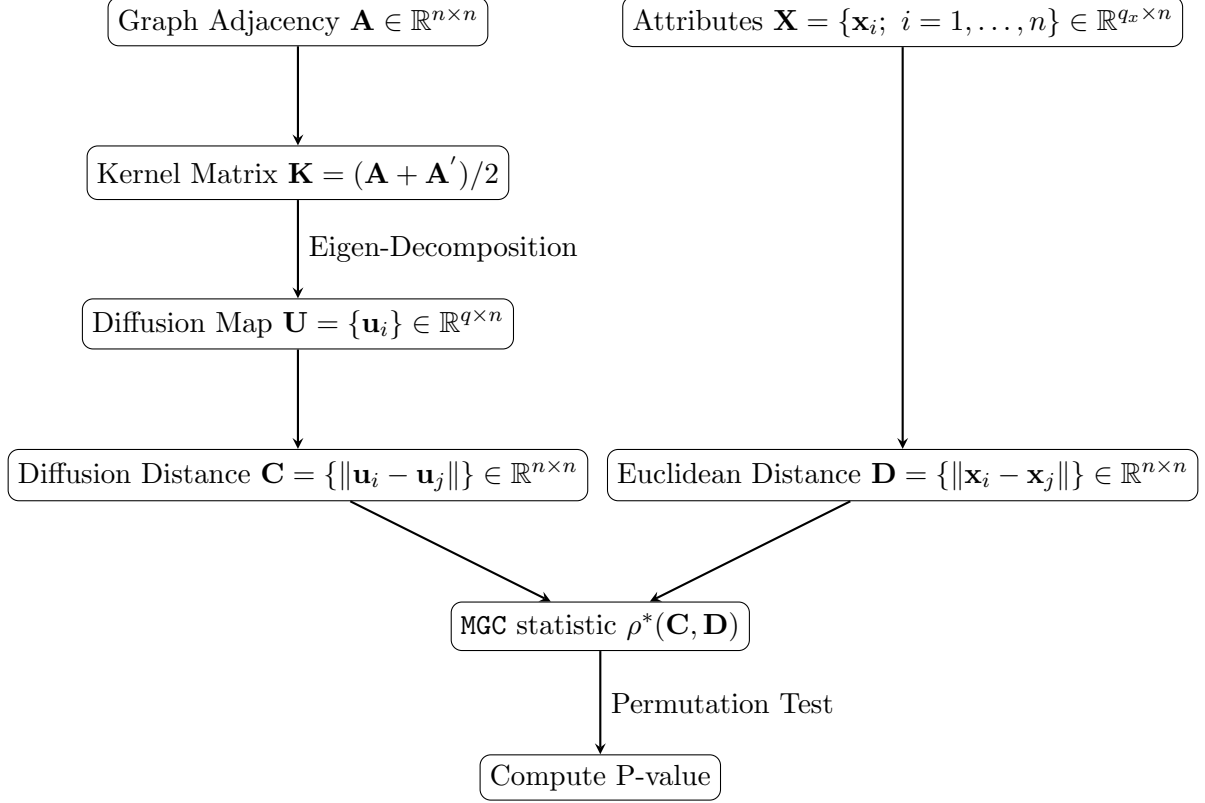 Graph Adjacency A ∈ ℝ^{n×n}
Attributes X = {x_i; i = 1, . . . , n} ∈ ℝ^{q_x×n}
Kernel Matrix K = (A + A′)/2
Eigen-Decomposition
Diffusion Map U = {u_i} ∈ ℝ^{q×n}
Diffusion Distance C = {‖u_i − u_j‖} ∈ ℝ^{n×n}
Euclidean Distance D = {‖x_i − x_j‖} ∈ ℝ^{n×n}
MGC statistic ρ*(C, D)
Permutation Test
Compute P-value